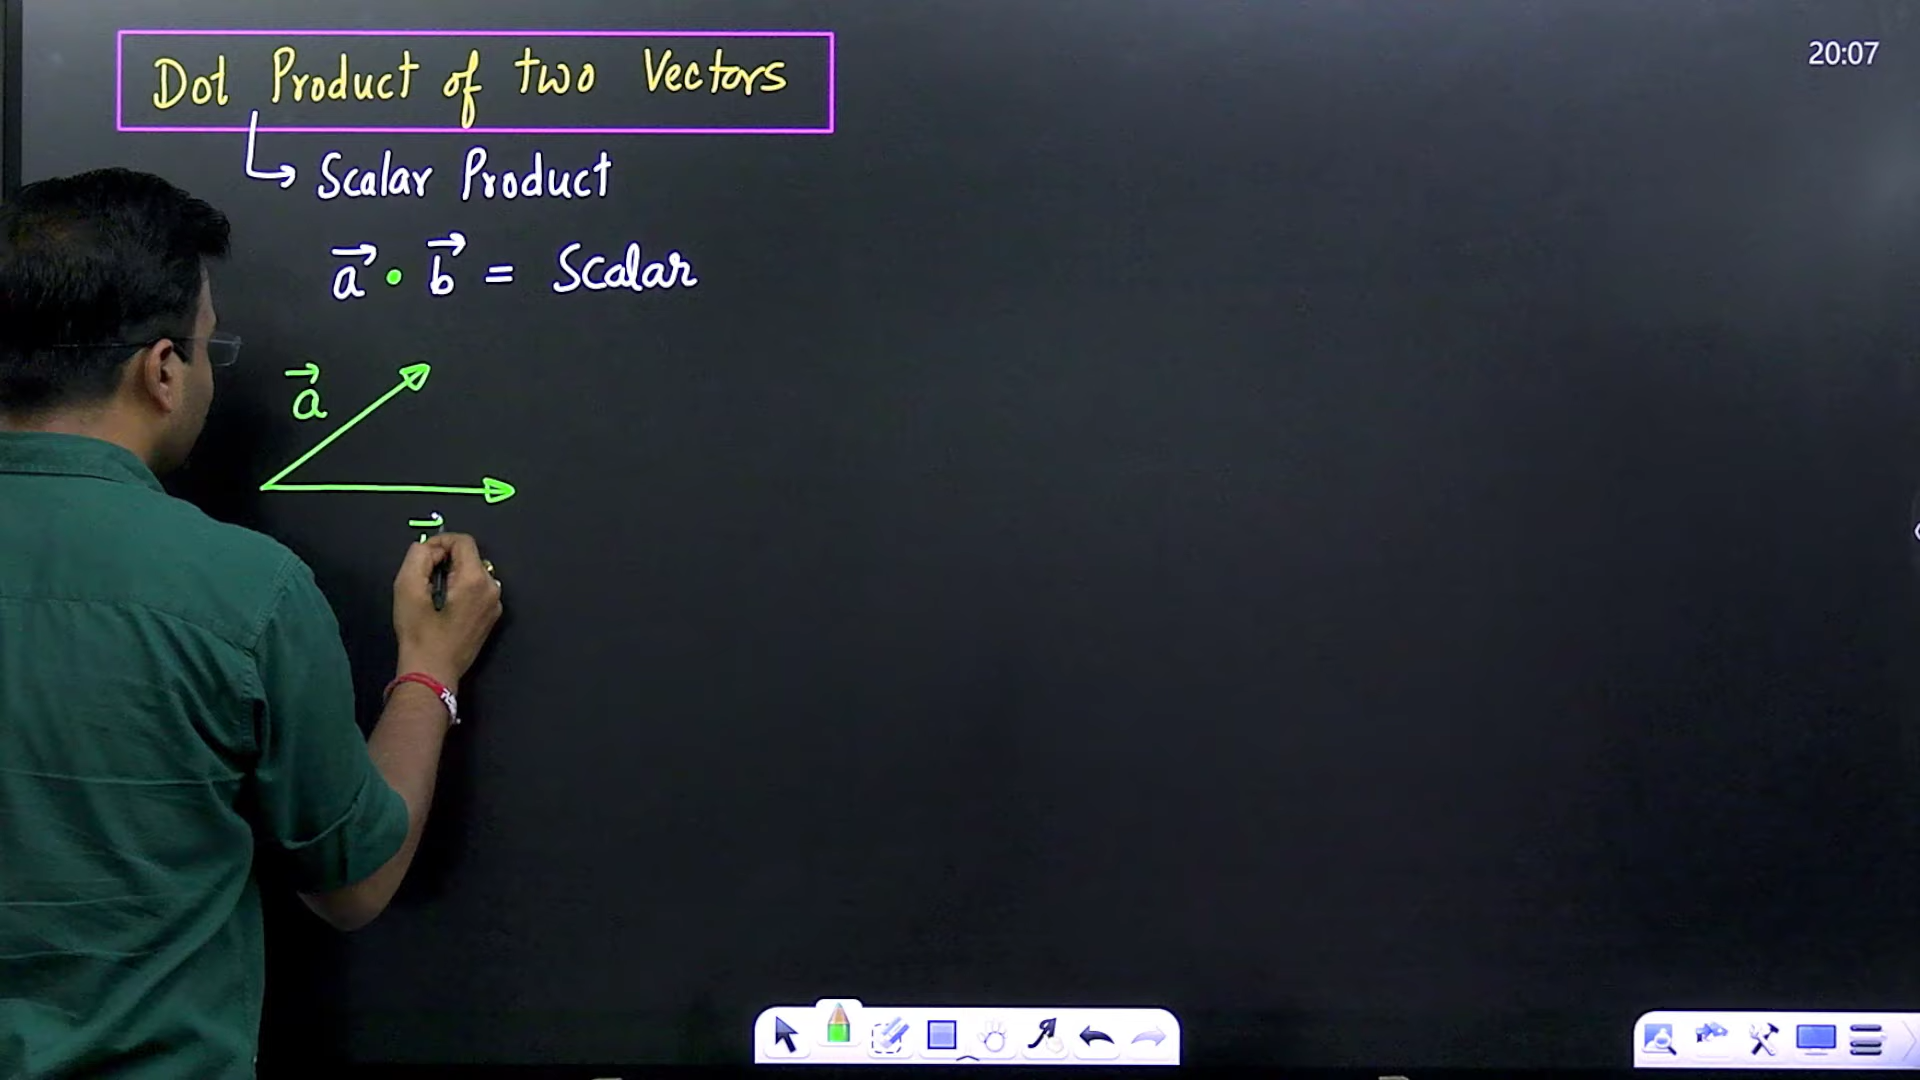 Dot Product of two Vectors
20:07
↳ Scalar Product
a⃗ · b⃗ = Scalar
a⃗